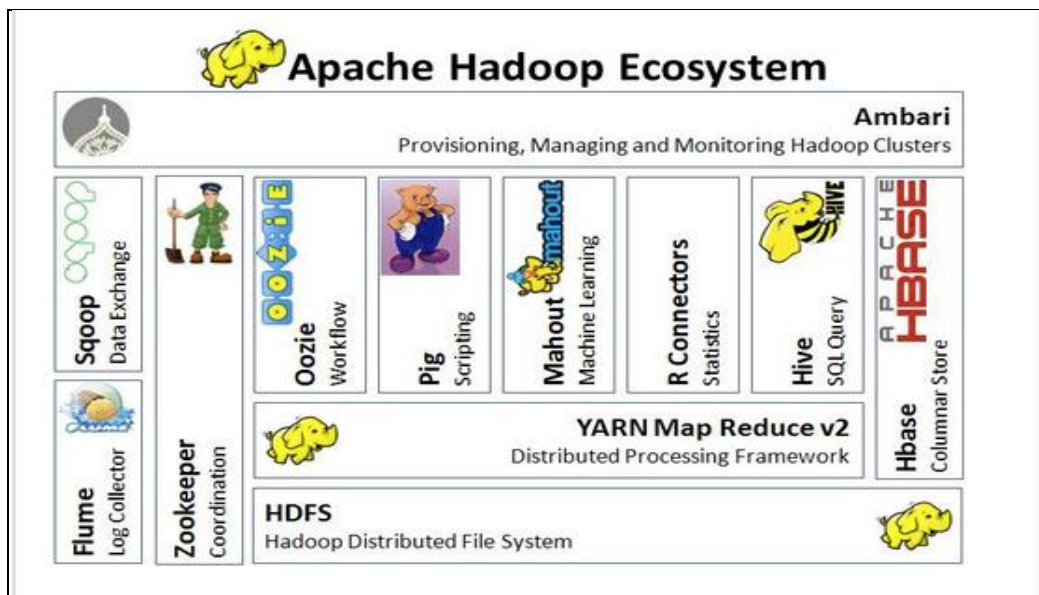 Apache Hadoop Ecosystem
Ambari
Provisioning, Managing and Monitoring Hadoop Clusters
sqoop
Sqoop
Data Exchange
Flume
Log Collector
Zookeeper
Coordination
OOZIE
Oozie
Workflow
Pig
Scripting
mahout
Mahout
Machine Learning
R Connectors
Statistics
HIVE
Hive
SQL Query
APACHE
HBASE
Hbase
Columnar Store
YARN Map Reduce v2
Distributed Processing Framework
HDFS
Hadoop Distributed File System